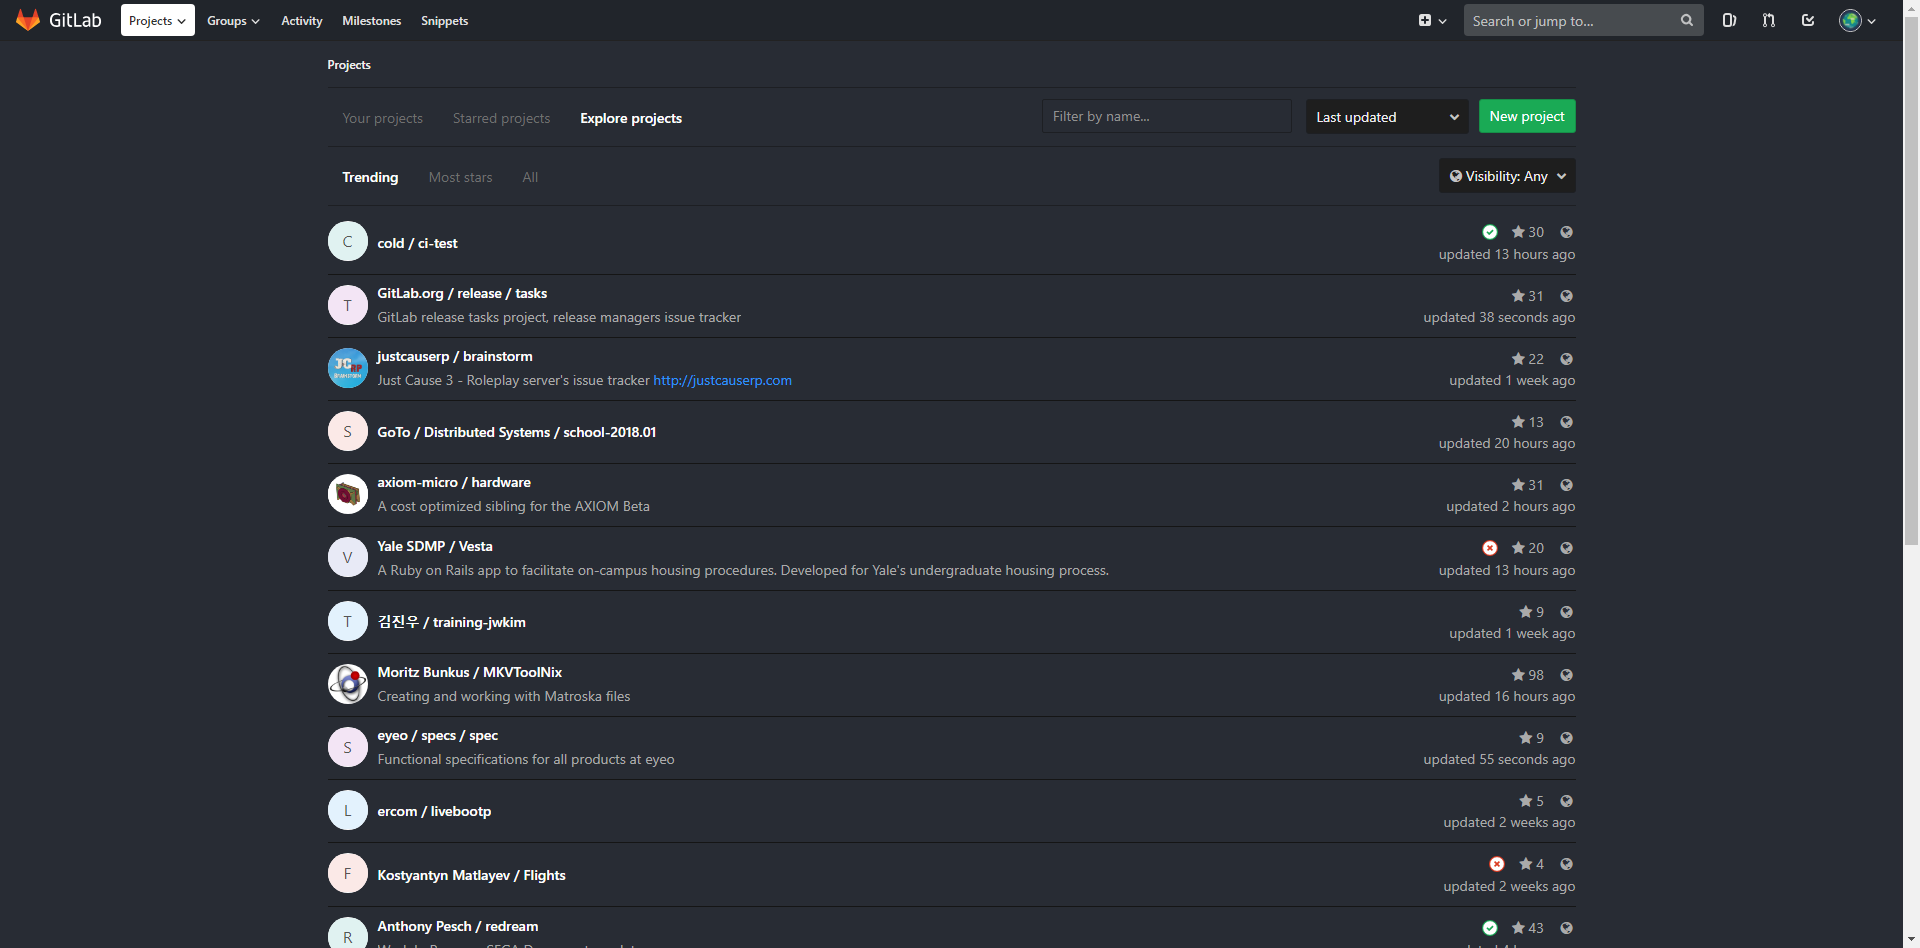 GitLab Projects Groups Activity Milestones Snippets Search or jump to...
Projects
Your projects Starred projects Explore projects Filter by name... Last updated New project
Trending Most stars All Visibility: Any
C cold / ci-test 30
updated 13 hours ago
T GitLab.org / release / tasks 31
GitLab release tasks project, release managers issue tracker updated 38 seconds ago
JC RP BRAINSTORM justcauserp / brainstorm 22
Just Cause 3 - Roleplay server's issue tracker http://justcauserp.com updated 1 week ago
S GoTo / Distributed Systems / school-2018.01 13
updated 20 hours ago
axiom-micro / hardware 31
A cost optimized sibling for the AXIOM Beta updated 2 hours ago
V Yale SDMP / Vesta 20
A Ruby on Rails app to facilitate on-campus housing procedures. Developed for Yale's undergraduate housing process. updated 13 hours ago
T 김진우 / training-jwkim 9
updated 1 week ago
Moritz Bunkus / MKVToolNix 98
Creating and working with Matroska files updated 16 hours ago
S eyeo / specs / spec 9
Functional specifications for all products at eyeo updated 55 seconds ago
L ercom / livebootp 5
updated 2 weeks ago
F Kostyantyn Matlayev / Flights 4
updated 2 weeks ago
R Anthony Pesch / redream 43